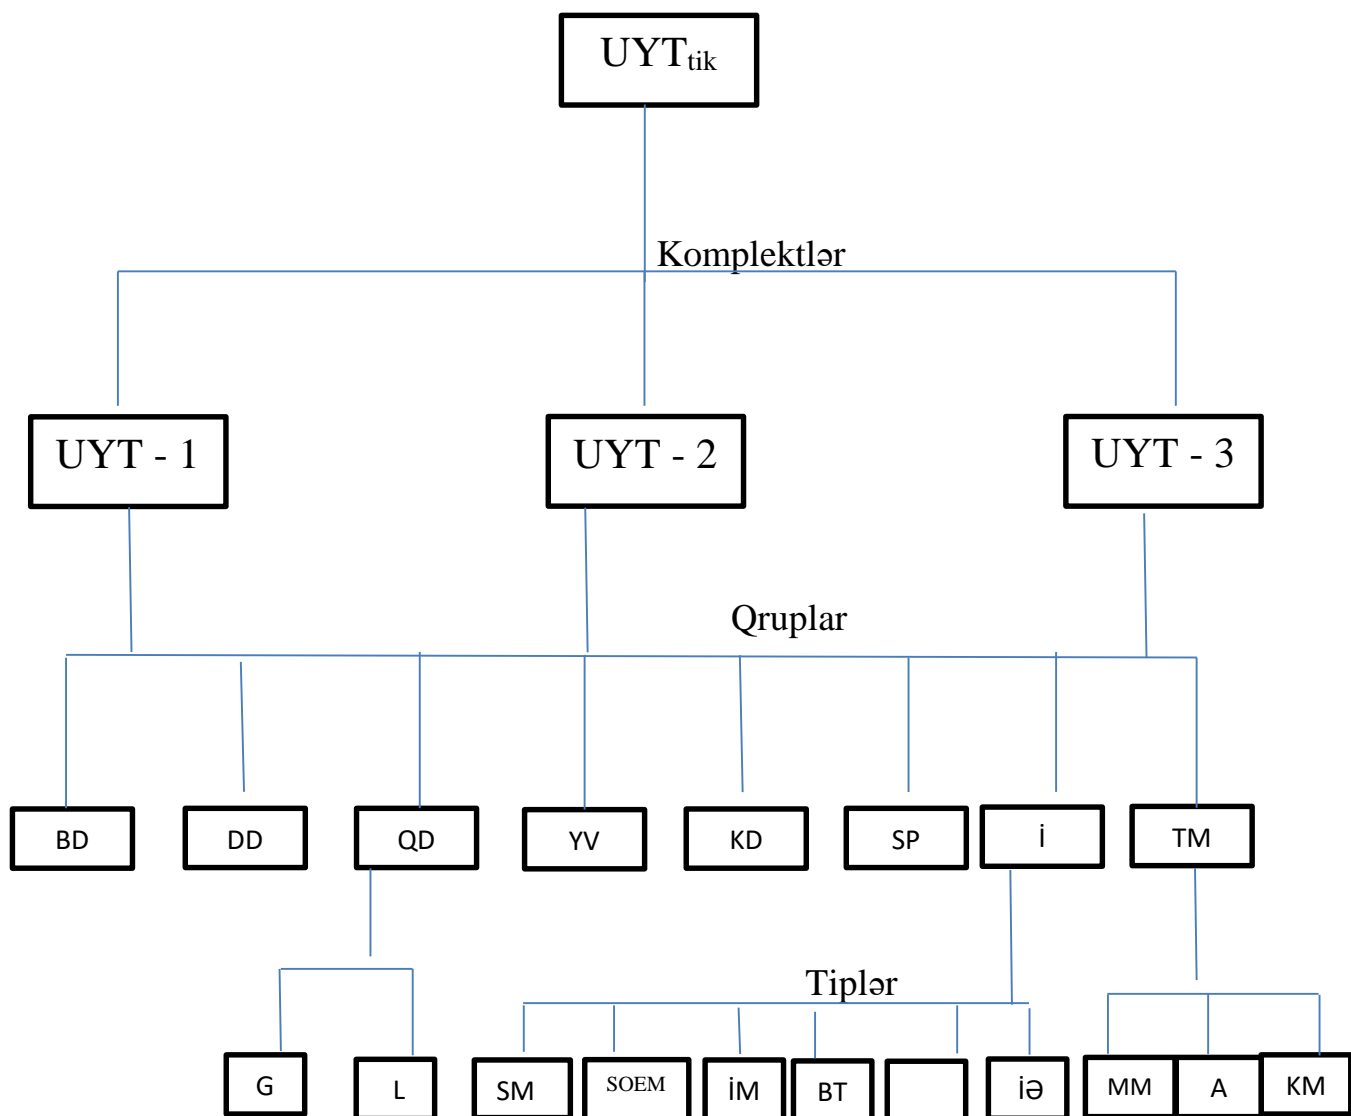 UYTtik
Komplektlər
UYT - 1
UYT - 2
UYT - 3
Qruplar
BD
DD
QD
YV
KD
SP
İ
TM
Tiplər
G
L
SM
SOEM
İM
BT
İƏ
MM
A
KM